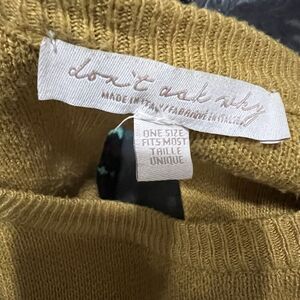 don't ask why
MADE IN ITALY/FABRIQUÉ EN ITALIE
ONE SIZE
FITS MOST
TAILLE
UNIQUE